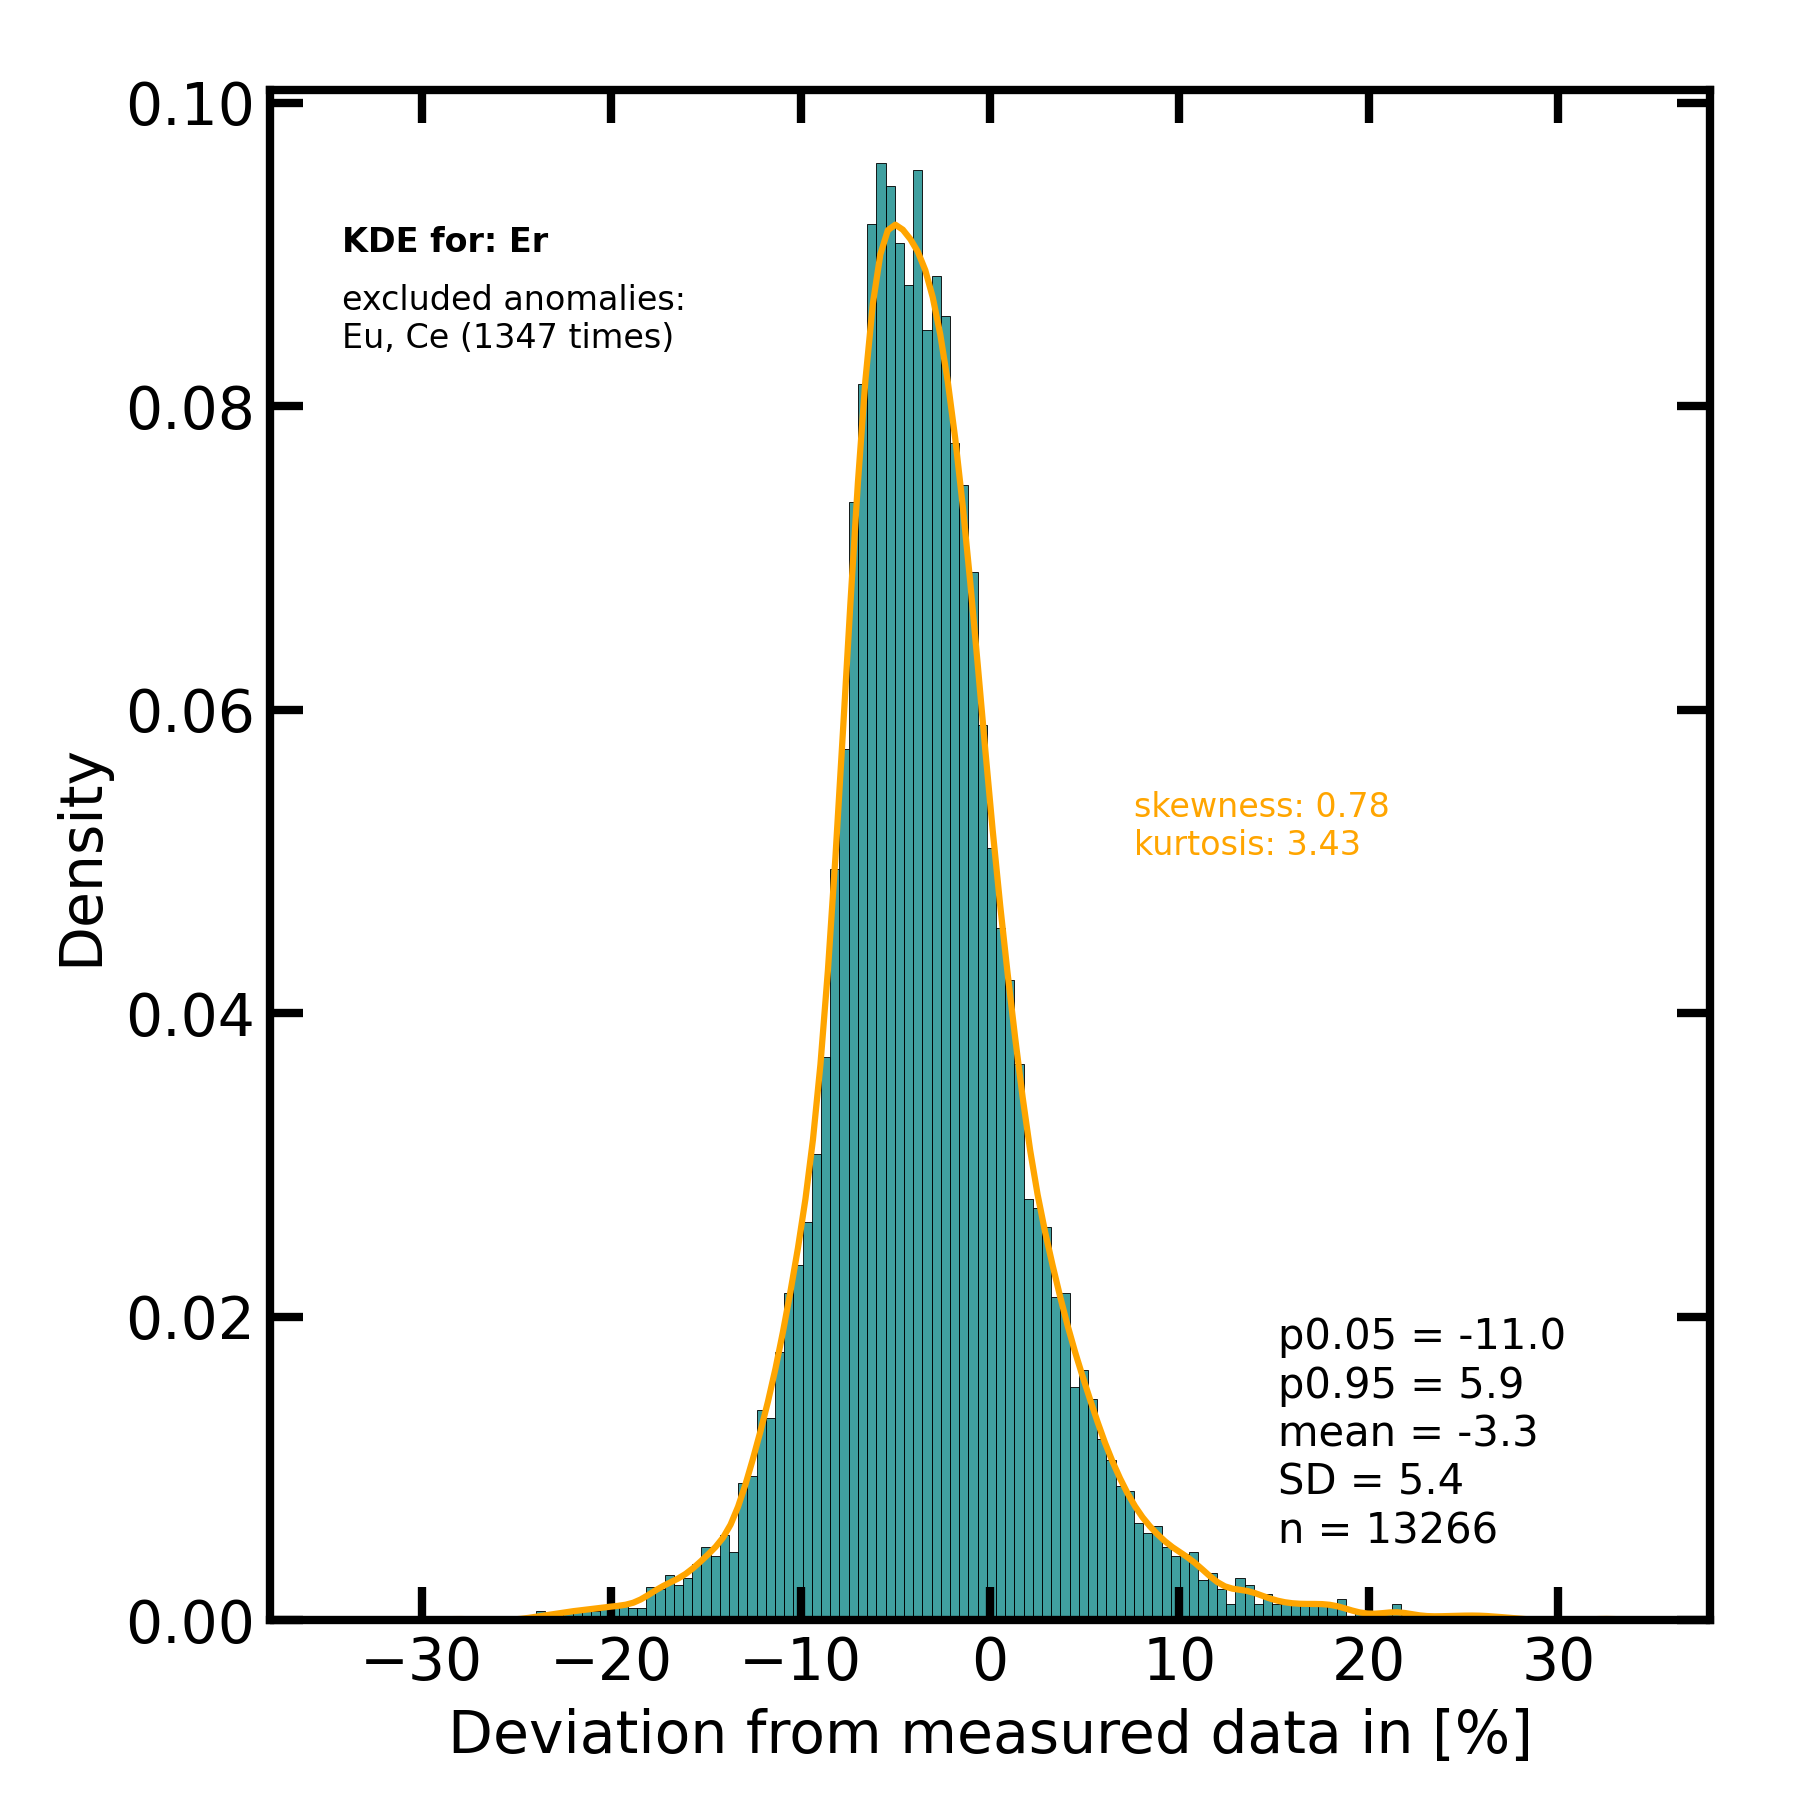 0.10
KDE for: Er
excluded anomalies:
Eu, Ce (1347 times)
0.08
0.06
Density
skewness: 0.78
kurtosis: 3.43
0.04
0.02
p0.05 = -11.0
p0.95 = 5.9
mean = -3.3
SD = 5.4
n = 13266
0.00
−30 −20 −10 0 10 20 30
Deviation from measured data in [%]